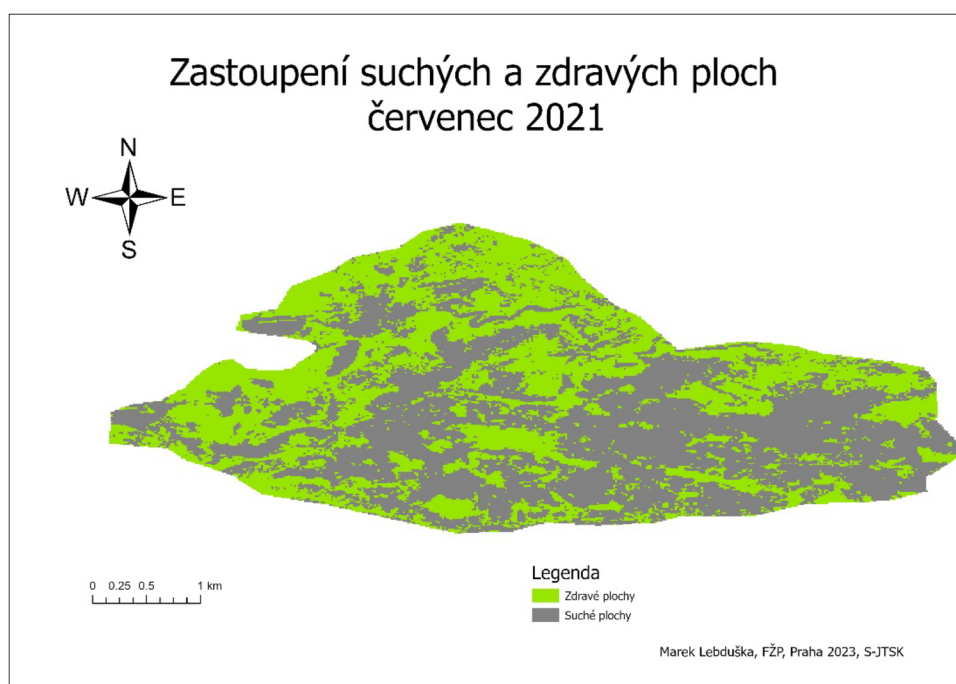 Zastoupení suchých a zdravých ploch
červenec 2021
N
W E
S
0 0.25 0.5 1 km
Legenda
Zdravé plochy
Suché plochy
Marek Lebduška, FŽP, Praha 2023, S-JTSK